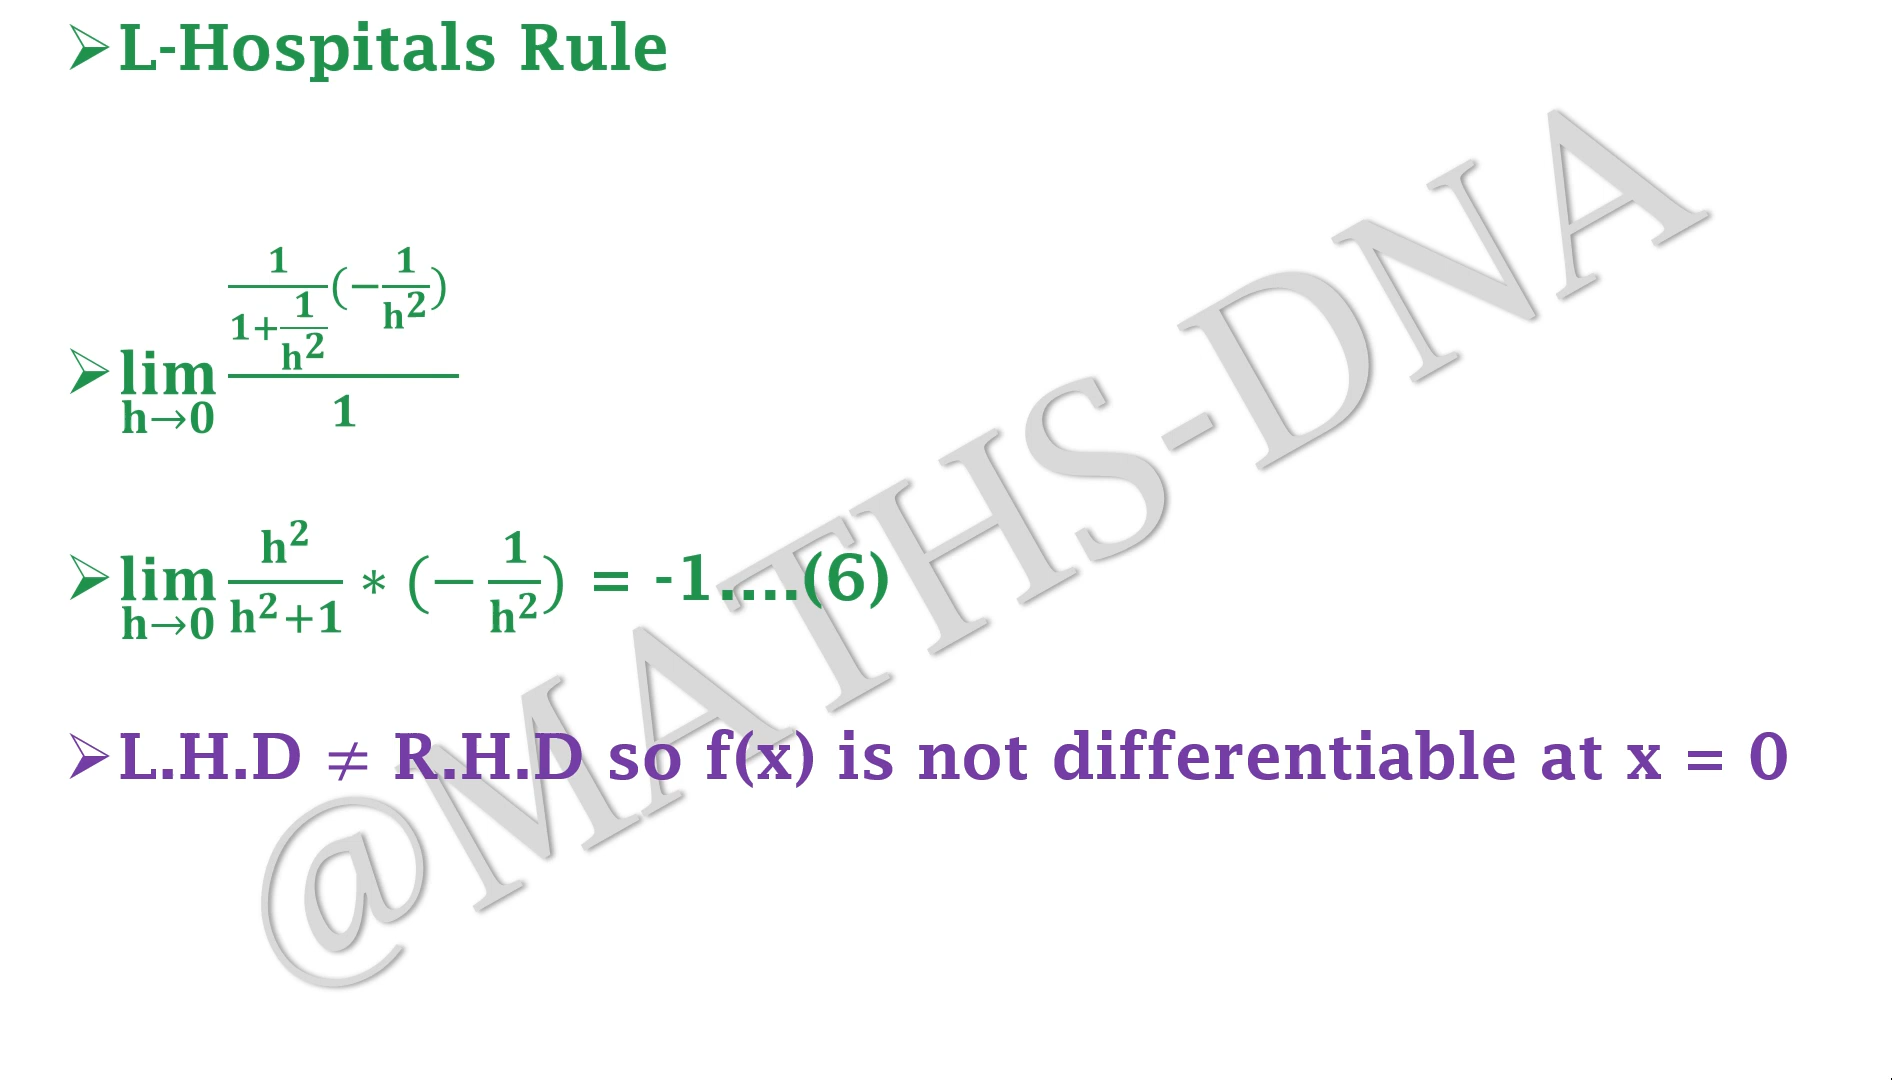 ➢L-Hospitals Rule
➢lim h→0 (1/(1+1/h²)(−1/h²))/1
➢lim h→0 h²/(h²+1) * (−1/h²) = -1....(6)
➢L.H.D ≠ R.H.D so f(x) is not differentiable at x = 0
@MATHS-DNA